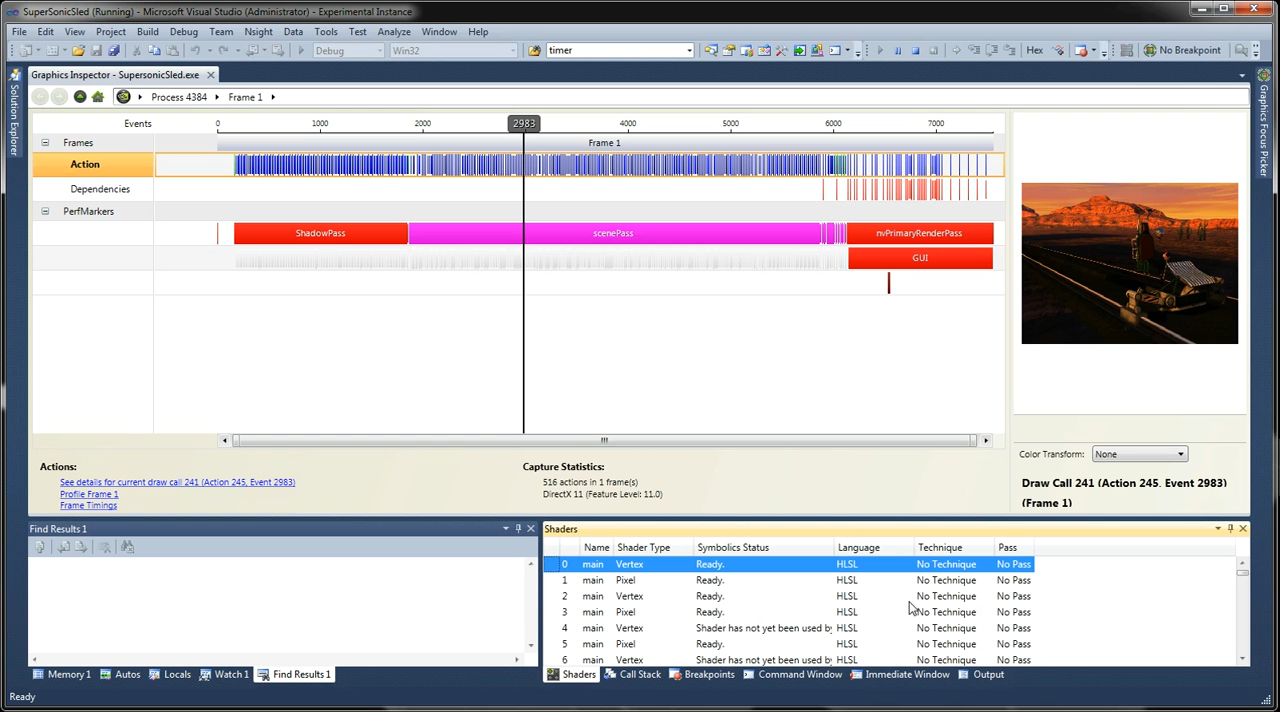 SuperSonicSled (Running) - Microsoft Visual Studio (Administrator) - Experimental Instance
File Edit View Project Build Debug Team Nsight Data Tools Test Analyze Window Help
Debug Win32 timer Hex No Breakpoint
Graphics Inspector - SupersonicSled.exe
Solution Explorer
Graphics Focus Picker
Process 4384 Frame 1
Events 0 1000 2000 2983 4000 5000 6000 7000
Frames Frame 1
Action
Dependencies
PerfMarkers
ShadowPass scenePass nvPrimaryRenderPass
GUI
Color Transform: None
Actions: Capture Statistics:
See details for current draw call 241 (Action 245, Event 2983) 516 actions in 1 frame(s)
Profile Frame 1 DirectX 11 (Feature Level: 11.0)
Frame Timings
Draw Call 241 (Action 245, Event 2983)
(Frame 1)
Find Results 1
Shaders
Name Shader Type Symbolics Status Language Technique Pass
0 main Vertex Ready. HLSL No Technique No Pass
1 main Pixel Ready. HLSL No Technique No Pass
2 main Vertex Ready. HLSL No Technique No Pass
3 main Pixel Ready. HLSL No Technique No Pass
4 main Vertex Shader has not yet been used by HLSL No Technique No Pass
5 main Pixel Ready. HLSL No Technique No Pass
6 main Vertex Shader has not yet been used by HLSL No Technique No Pass
Memory 1 Autos Locals Watch 1 Find Results 1 Shaders Call Stack Breakpoints Command Window Immediate Window Output
Ready